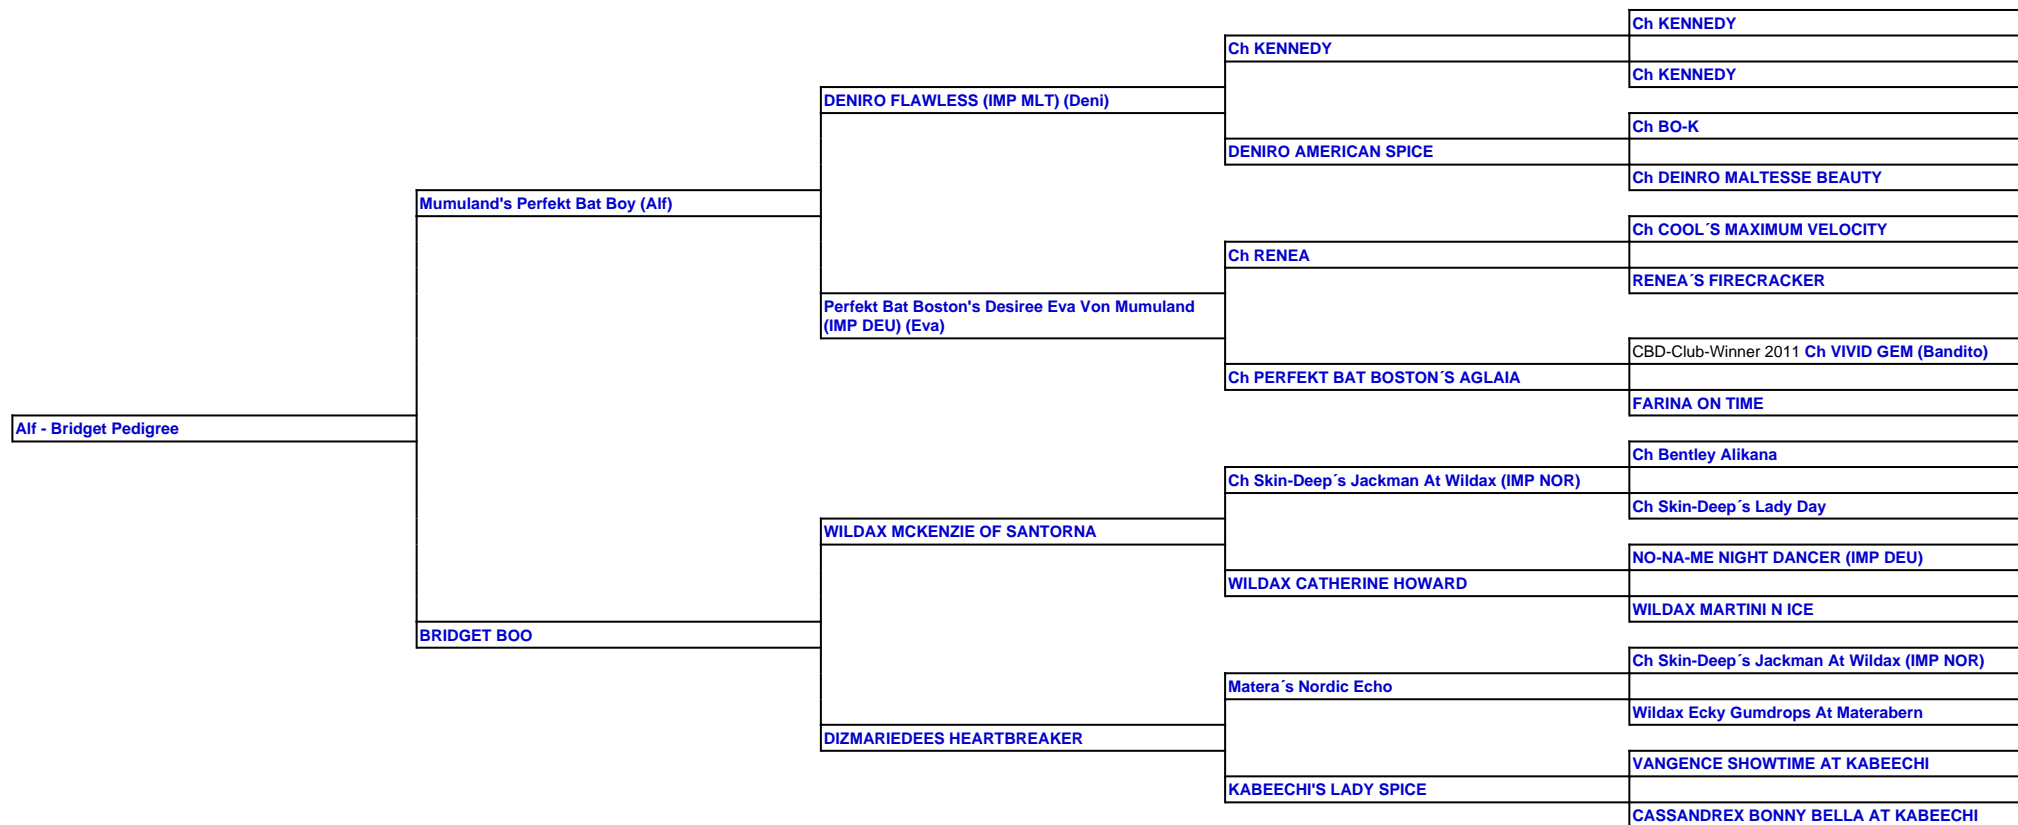 Ch KENNEDY
Ch KENNEDY
Ch KENNEDY
DENIRO FLAWLESS (IMP MLT) (Deni)
Ch BO-K
DENIRO AMERICAN SPICE
Ch DEINRO MALTESSE BEAUTY
Mumuland's Perfekt Bat Boy (Alf)
Ch COOL´S MAXIMUM VELOCITY
Ch RENEA
RENEA´S FIRECRACKER
Perfekt Bat Boston's Desiree Eva Von Mumuland
(IMP DEU) (Eva)
CBD-Club-Winner 2011 Ch VIVID GEM (Bandito)
Ch PERFEKT BAT BOSTON´S AGLAIA
FARINA ON TIME
Alf - Bridget Pedigree
Ch Bentley Alikana
Ch Skin-Deep´s Jackman At Wildax (IMP NOR)
Ch Skin-Deep´s Lady Day
WILDAX MCKENZIE OF SANTORNA
NO-NA-ME NIGHT DANCER (IMP DEU)
WILDAX CATHERINE HOWARD
WILDAX MARTINI N ICE
BRIDGET BOO
Ch Skin-Deep´s Jackman At Wildax (IMP NOR)
Matera´s Nordic Echo
Wildax Ecky Gumdrops At Materabern
DIZMARIEDEES HEARTBREAKER
VANGENCE SHOWTIME AT KABEECHI
KABEECHI'S LADY SPICE
CASSANDREX BONNY BELLA AT KABEECHI